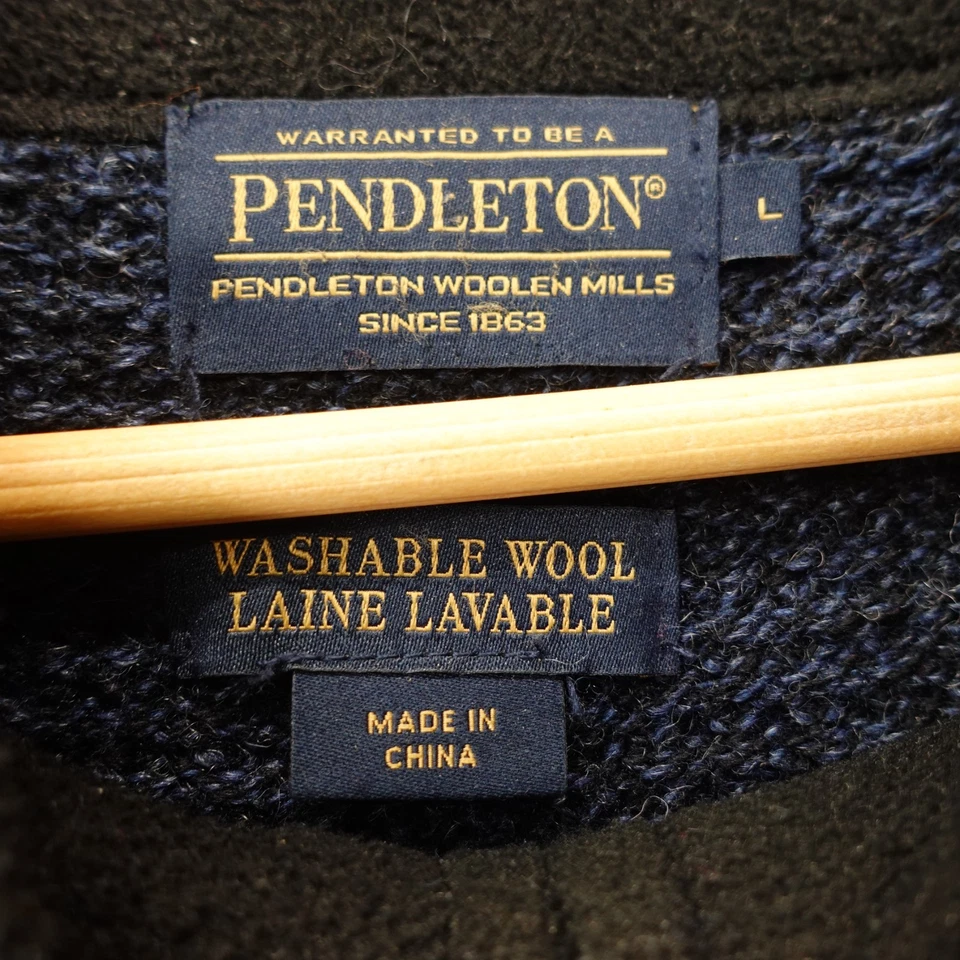 WARRANTED TO BE A
PENDLETON®
L
PENDLETON WOOLEN MILLS
SINCE 1863
WASHABLE WOOL
LAINE LAVABLE
MADE IN
CHINA